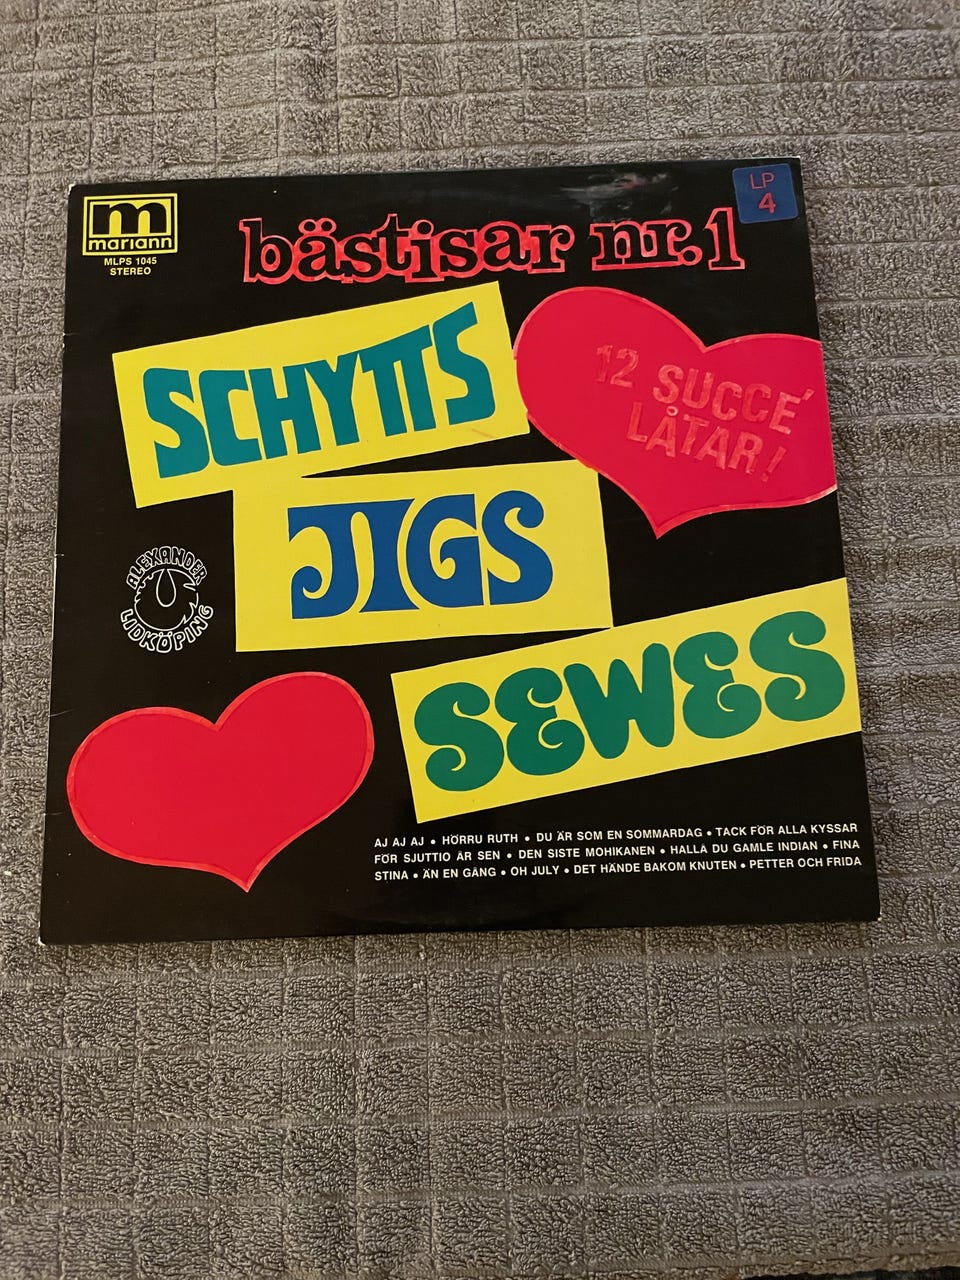 m
mariann
MLPS 1045
STEREO
bästisar nr.1
LP
4
SCHYTTS
12 SUCCÉ
LÅTAR!
JIGS
ALEXANDER
LIDKÖPING
SEWES
AJ AJ AJ • HÖRRU RUTH • DU ÄR SOM EN SOMMARDAG • TACK FÖR ALLA KYSSAR
FÖR SJUTTIO ÅR SEN • DEN SISTE MOHIKANEN • HALLÅ DU GAMLE INDIAN • FINA
STINA • ÄN EN GÅNG • OH JULY • DET HÄNDE BAKOM KNUTEN • PETTER OCH FRIDA